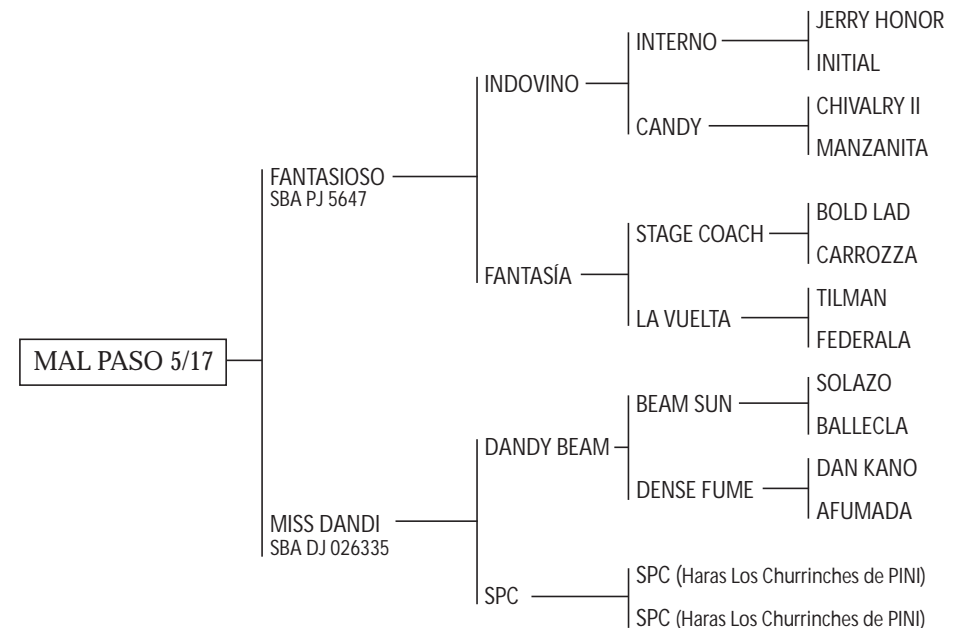 JERRY HONOR
INTERNO
INITIAL
INDOVINO
CHIVALRY II
CANDY
MANZANITA
FANTASIOSO
SBA PJ 5647
BOLD LAD
STAGE COACH
CARROZZA
FANTASÍA
TILMAN
LA VUELTA
FEDERALA
MAL PASO 5/17
SOLAZO
BEAM SUN
BALLECLA
DANDY BEAM
DAN KANO
DENSE FUME
AFUMADA
MISS DANDI
SBA DJ 026335
SPC (Haras Los Churrinches de PINI)
SPC
SPC (Haras Los Churrinches de PINI)